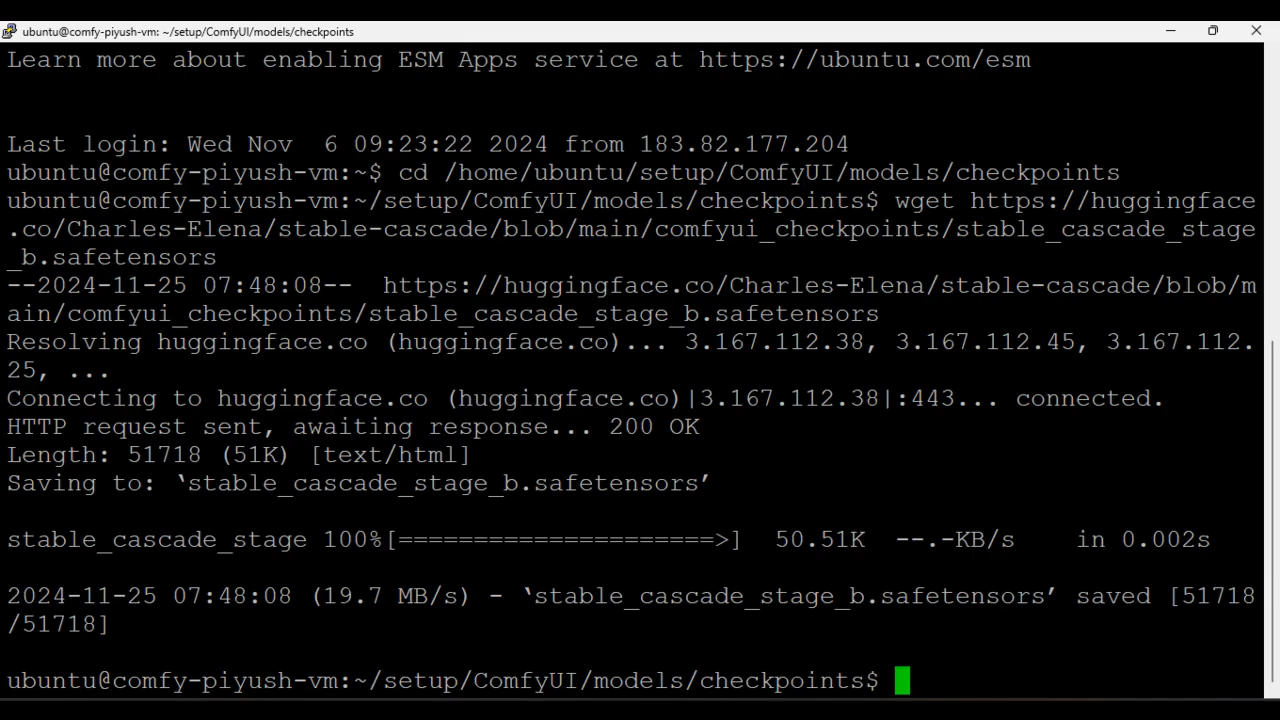 ubuntu@comfy-piyush-vm: ~/setup/ComfyUI/models/checkpoints
Learn more about enabling ESM Apps service at https://ubuntu.com/esm
Last login: Wed Nov  6 09:23:22 2024 from 183.82.177.204
ubuntu@comfy-piyush-vm:~$ cd /home/ubuntu/setup/ComfyUI/models/checkpoints
ubuntu@comfy-piyush-vm:~/setup/ComfyUI/models/checkpoints$ wget https://huggingface
.co/Charles-Elena/stable-cascade/blob/main/comfyui_checkpoints/stable_cascade_stage
_b.safetensors
--2024-11-25 07:48:08--  https://huggingface.co/Charles-Elena/stable-cascade/blob/m
ain/comfyui_checkpoints/stable_cascade_stage_b.safetensors
Resolving huggingface.co (huggingface.co)... 3.167.112.38, 3.167.112.45, 3.167.112.
25, ...
Connecting to huggingface.co (huggingface.co)|3.167.112.38|:443... connected.
HTTP request sent, awaiting response... 200 OK
Length: 51718 (51K) [text/html]
Saving to: ‘stable_cascade_stage_b.safetensors’
stable_cascade_stage 100%[=====================>]  50.51K  --.-KB/s    in 0.002s
2024-11-25 07:48:08 (19.7 MB/s) - ‘stable_cascade_stage_b.safetensors’ saved [51718
/51718]
ubuntu@comfy-piyush-vm:~/setup/ComfyUI/models/checkpoints$